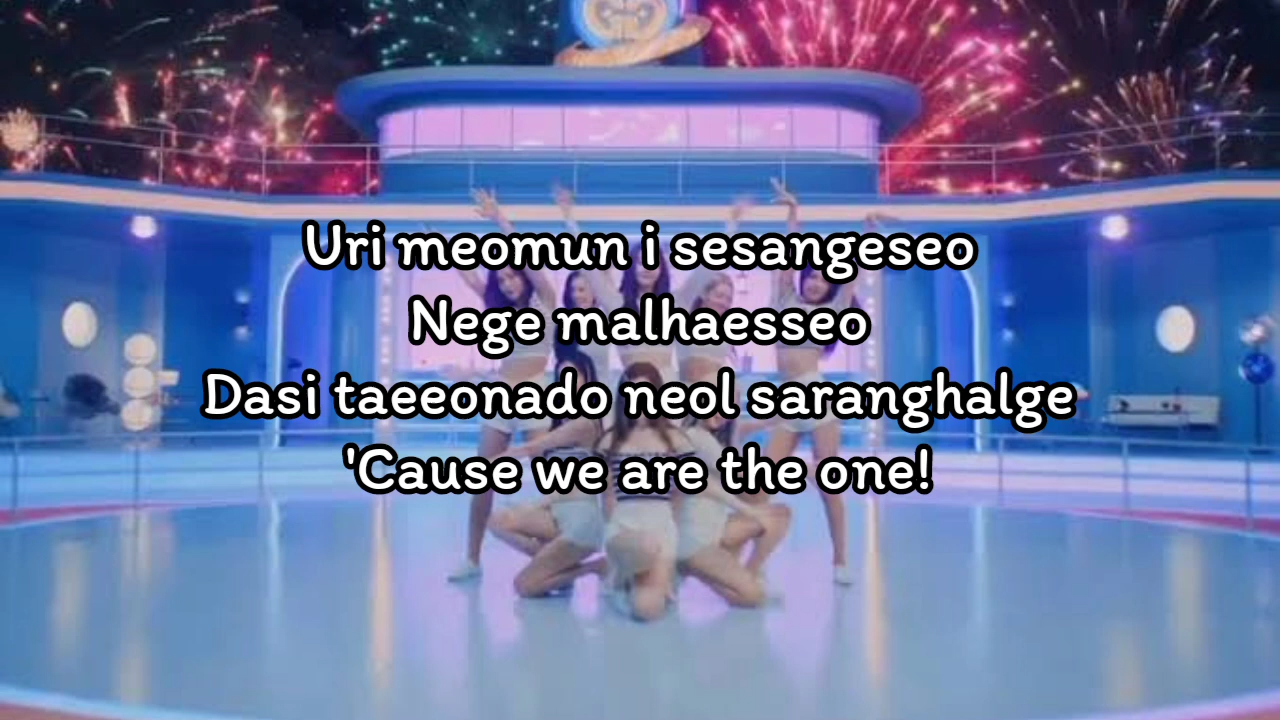 Uri meomun i sesangeseo
Nege malhaesseo
Dasi taeeonado neol saranghalge
'Cause we are the one!